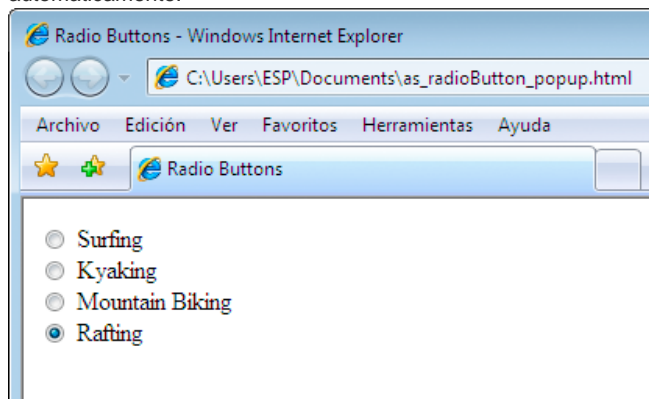 Radio Buttons - Windows Internet Explorer
C:\Users\ESP\Documents\as_radioButton_popup.html
Archivo Edición Ver Favoritos Herramientas Ayuda
Radio Buttons
Surfing
Kyaking
Mountain Biking
Rafting